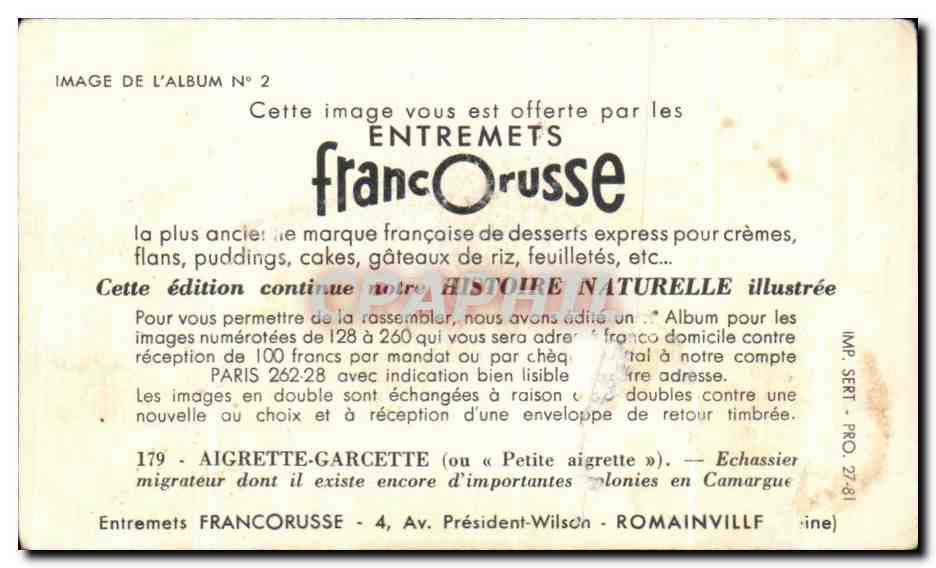 IMAGE DE L'ALBUM N° 2
Cette image vous est offerte par les
ENTREMETS
francOrusse
la plus ancienne marque française de desserts express pour crèmes,
flans, puddings, cakes, gâteaux de riz, feuilletés, etc...
Cette édition continue notre HISTOIRE NATURELLE illustrée
Pour vous permettre de la rassembler, nous avons édité un Album pour les
images numérotées de 128 à 260 qui vous sera adressé franco domicile contre
réception de 100 francs par mandat ou par chèque postal à notre compte
PARIS 262-28 avec indication bien lisible adresse.
Les images en double sont échangées à raison doubles contre une
nouvelle au choix et à réception d'une enveloppe de retour timbrée.
179 - AIGRETTE-GARCETTE (ou « Petite aigrette »). — Echassier
migrateur dont il existe encore d'importantes colonies en Camargue
Entremets FRANCORUSSE - 4, Av. Président-Wilson - ROMAINVILLE
IMP. SERT - PRO. 27-81
CPAPHIL